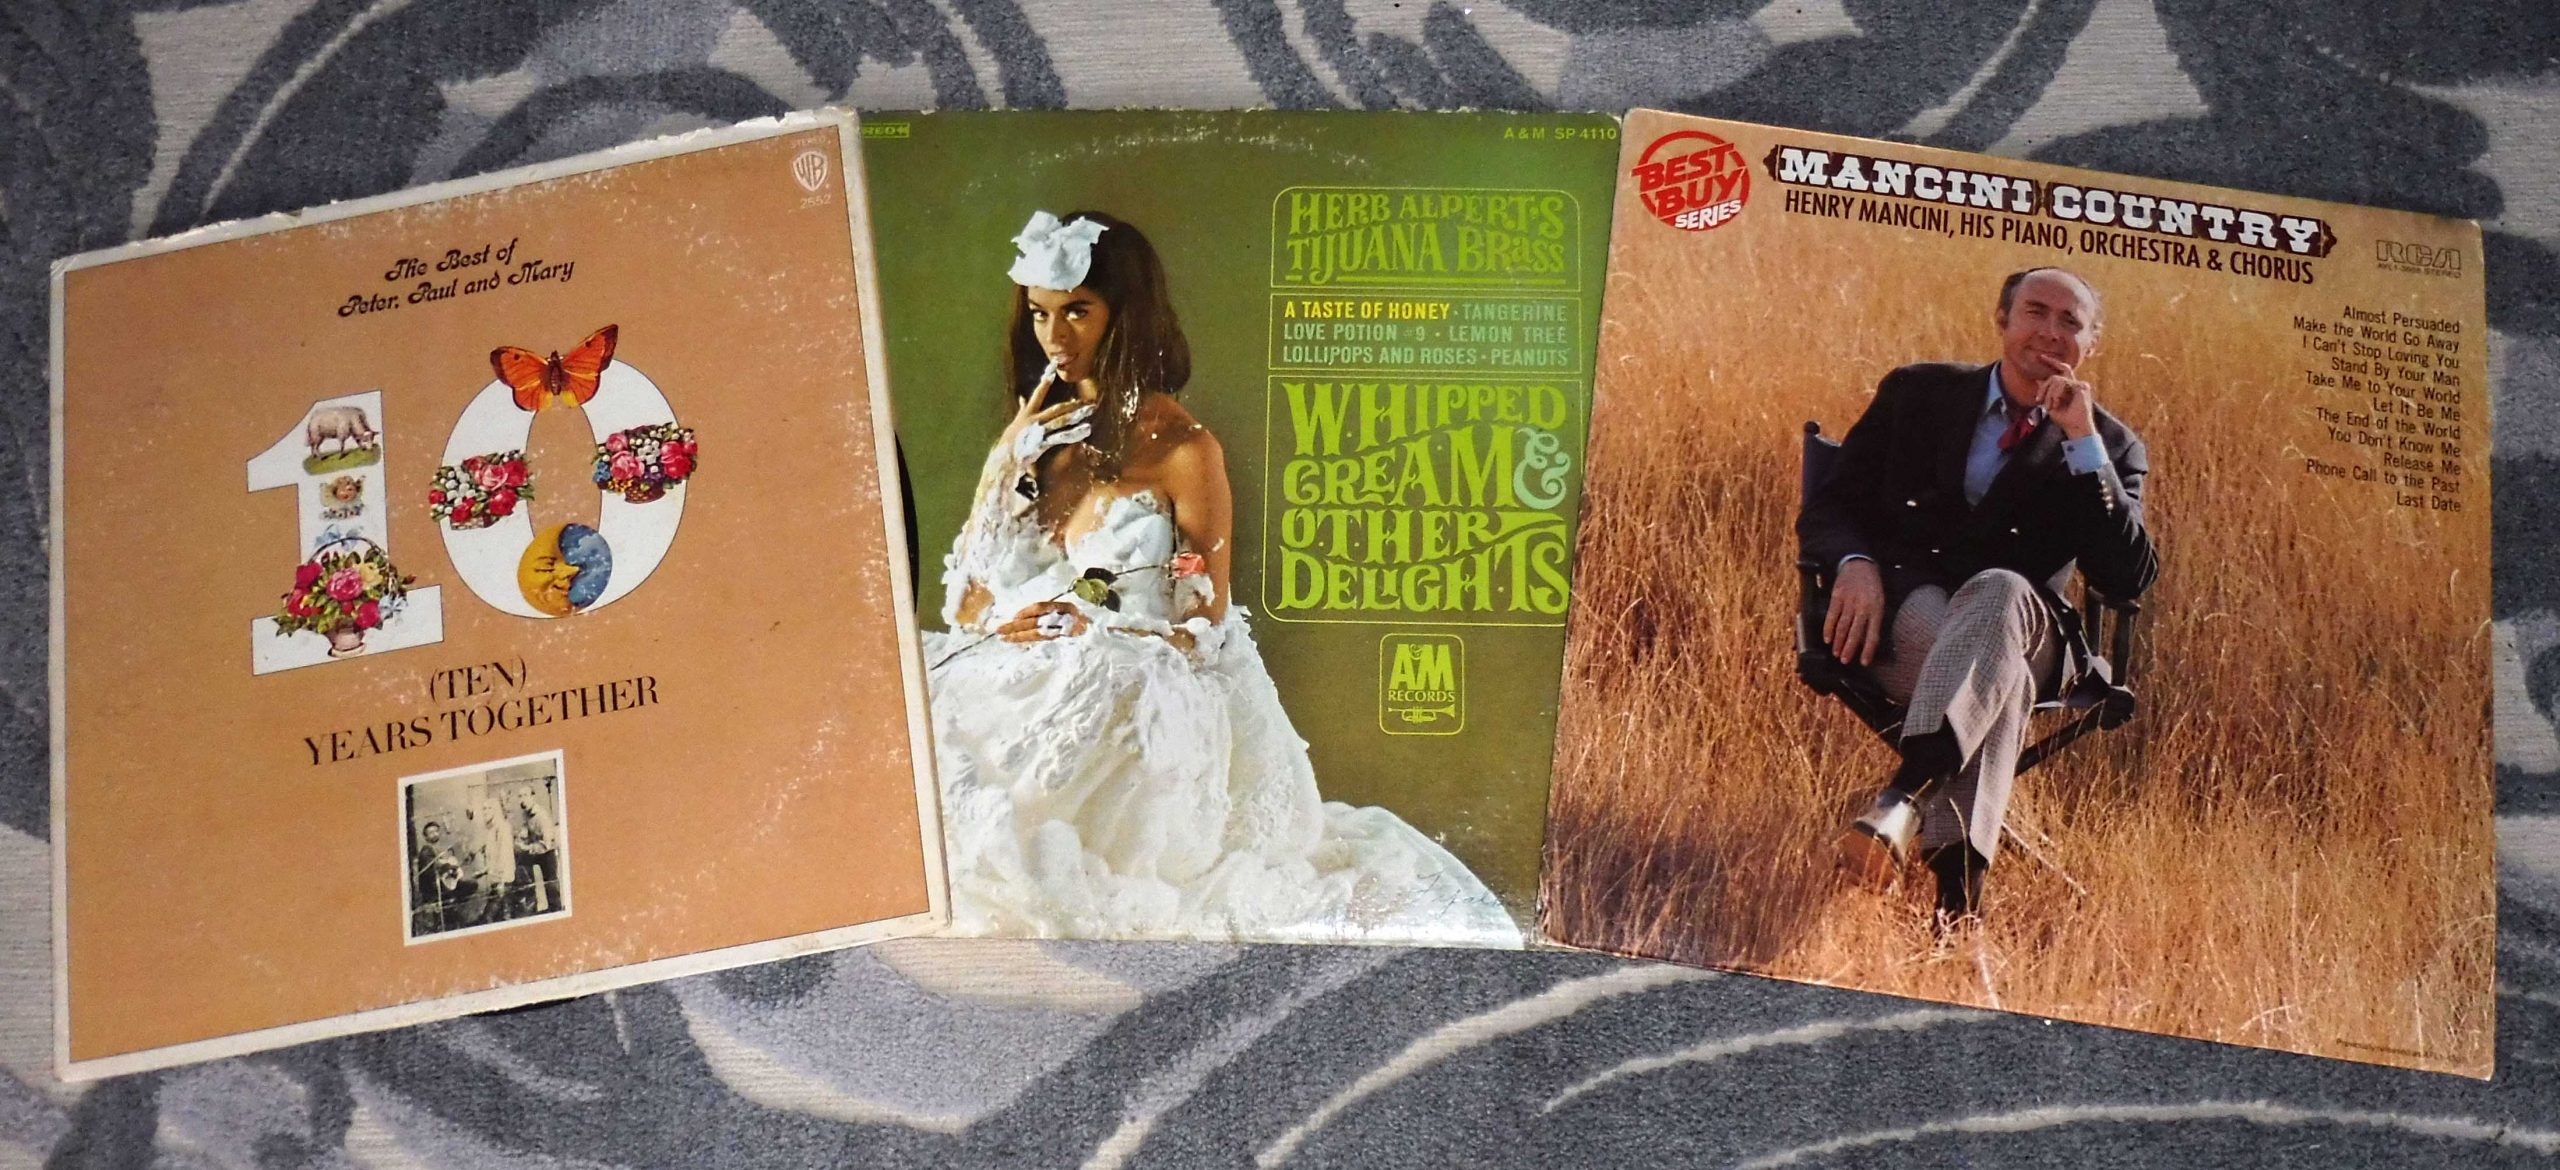 STEREO
WB
2552
The Best of
Peter, Paul and Mary
10
(TEN)
YEARS TOGETHER
A&M SP 4110
HERB ALPERT'S
TIJUANA BRASS
A TASTE OF HONEY · TANGERINE
LOVE POTION #9 · LEMON TREE
LOLLIPOPS AND ROSES · PEANUTS
WHIPPED
CREAM &
OTHER
DELIGHTS
A&M
RECORDS
BEST
BUY
SERIES
MANCINI COUNTRY
HENRY MANCINI, HIS PIANO, ORCHESTRA & CHORUS
RCA
Almost Persuaded
Make the World Go Away
I Can't Stop Loving You
Stand By Your Man
Take Me to Your World
Let It Be Me
The End of the World
You Don't Know Me
Release Me
Phone Call to the Past
Last Date